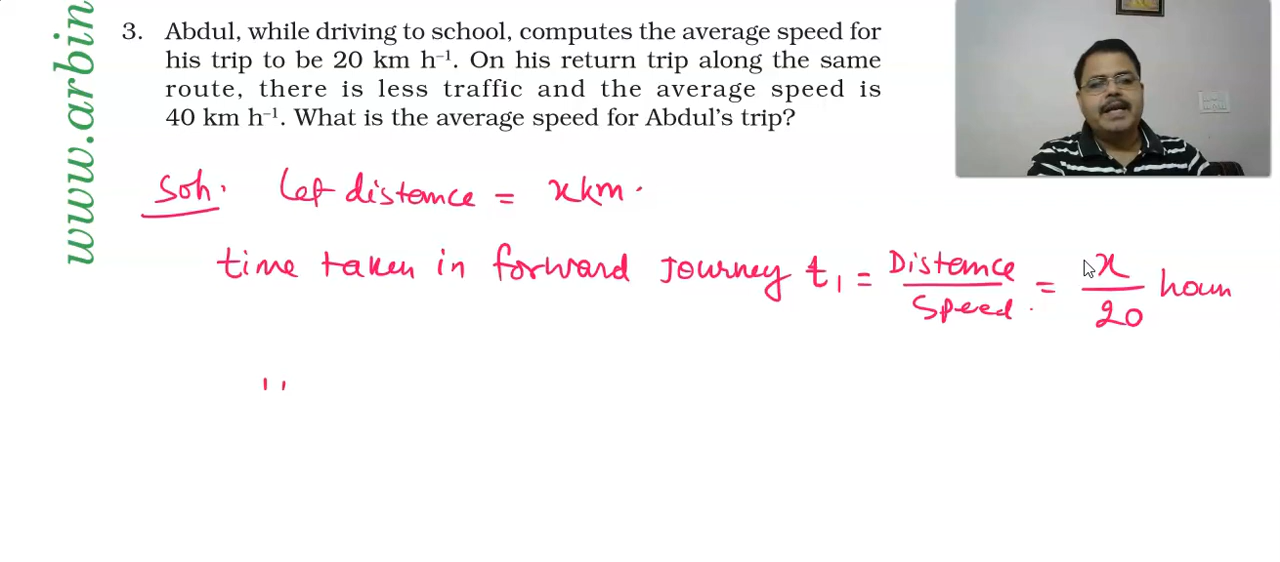 www.arbin
3. Abdul, while driving to school, computes the average speed for
his trip to be 20 km h⁻¹. On his return trip along the same
route, there is less traffic and the average speed is
40 km h⁻¹. What is the average speed for Abdul's trip?
Soln. Let distance = x km.
time taken in forward Journey t₁ = Distance / Speed = x / 20 hour
''